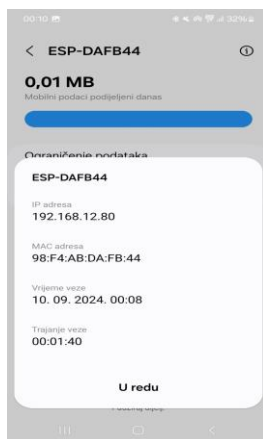 00:10
32%
ESP-DAFB44
0,01 MB
Mobilni podaci podijeljeni danas
Ograničenje podataka
ESP-DAFB44
IP adresa
192.168.12.80
MAC adresa
98:F4:AB:DA:FB:44
Vrijeme veze
10. 09. 2024. 00:08
Trajanje veze
00:01:40
U redu